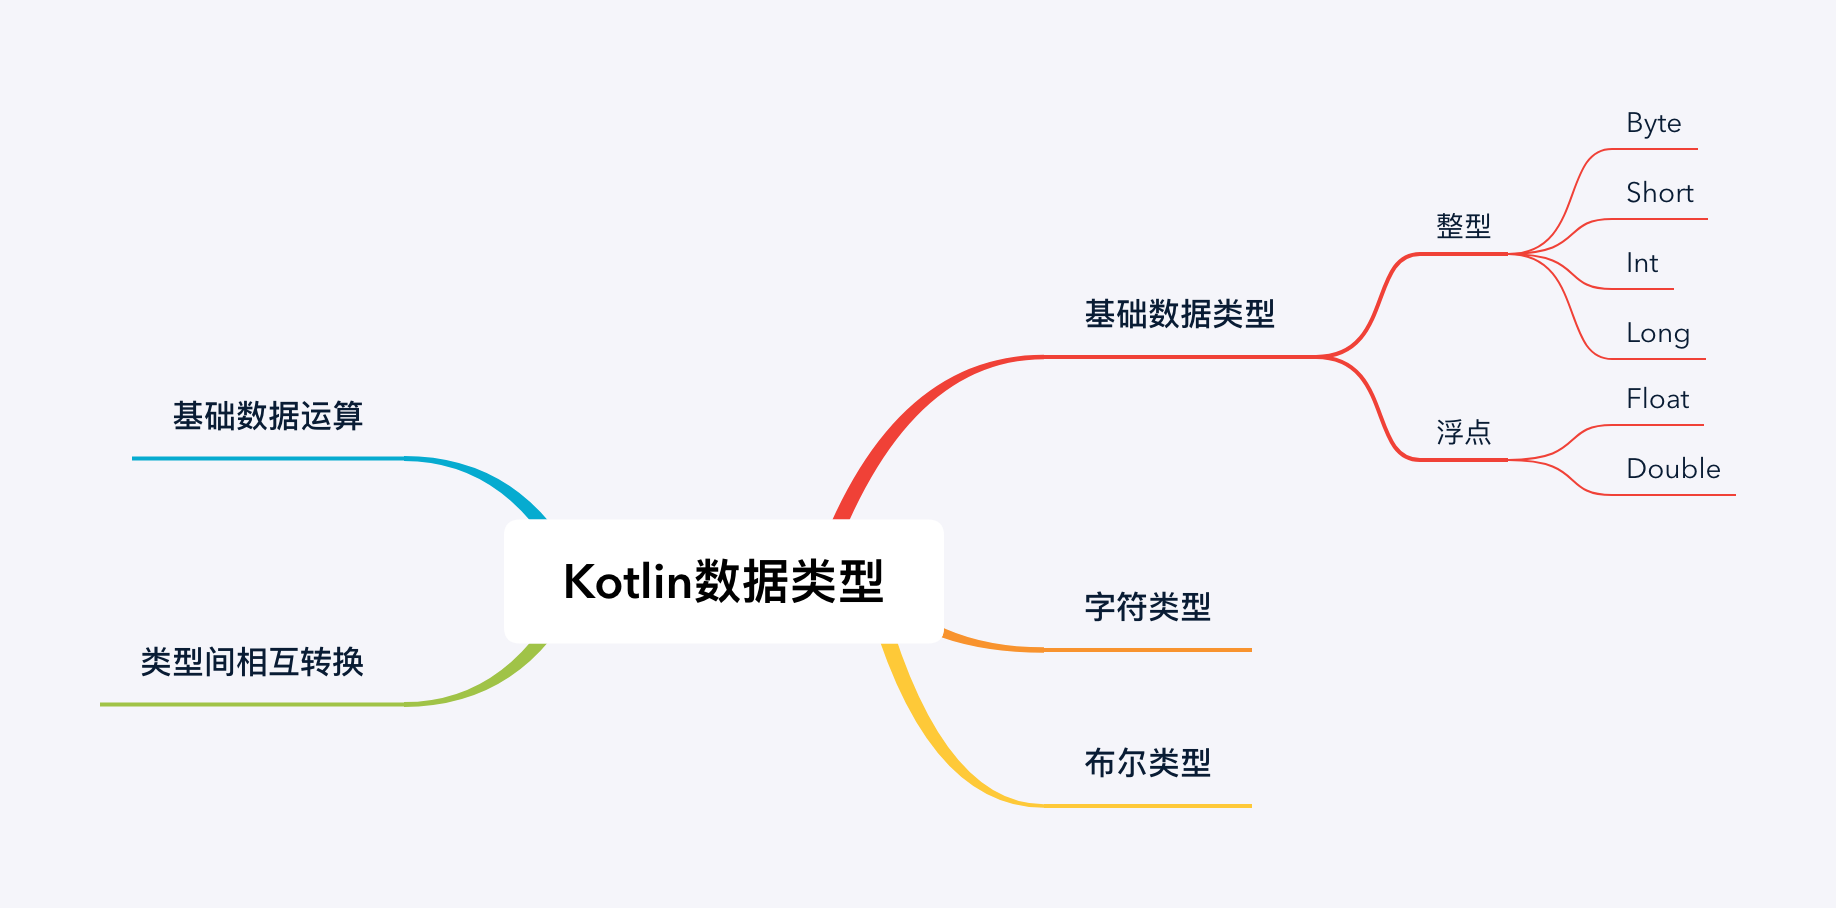 Kotlin数据类型
基础数据类型
整型
Byte
Short
Int
Long
浮点
Float
Double
字符类型
布尔类型
基础数据运算
类型间相互转换